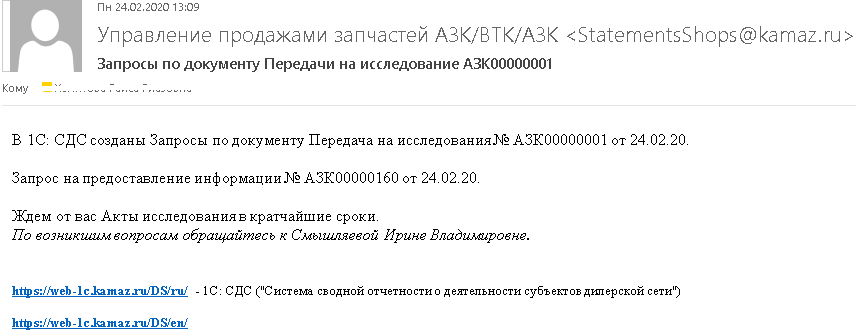 Пн 24.02.2020 13:09
Управление продажами запчастей АЗК/ВТК/АЗК <StatementsShops@kamaz.ru>
Запросы по документу Передачи на исследование АЗК00000001
Кому
В 1С: СДС созданы Запросы по документу Передача на исследования№ АЗК00000001 от 24.02.20.
Запрос на предоставление информации№ АЗК00000160 от 24.02.20.
Ждем от вас Акты исследования в кратчайшие сроки.
По возникшим вопросам обращайтесь к Смышляевой Ирине Владимировне.
https://web-1c.kamaz.ru/DS/ru/ - 1С: СДС ("Система сводной отчетности о деятельности субъектов дилерской сети")
https://web-1c.kamaz.ru/DS/en/